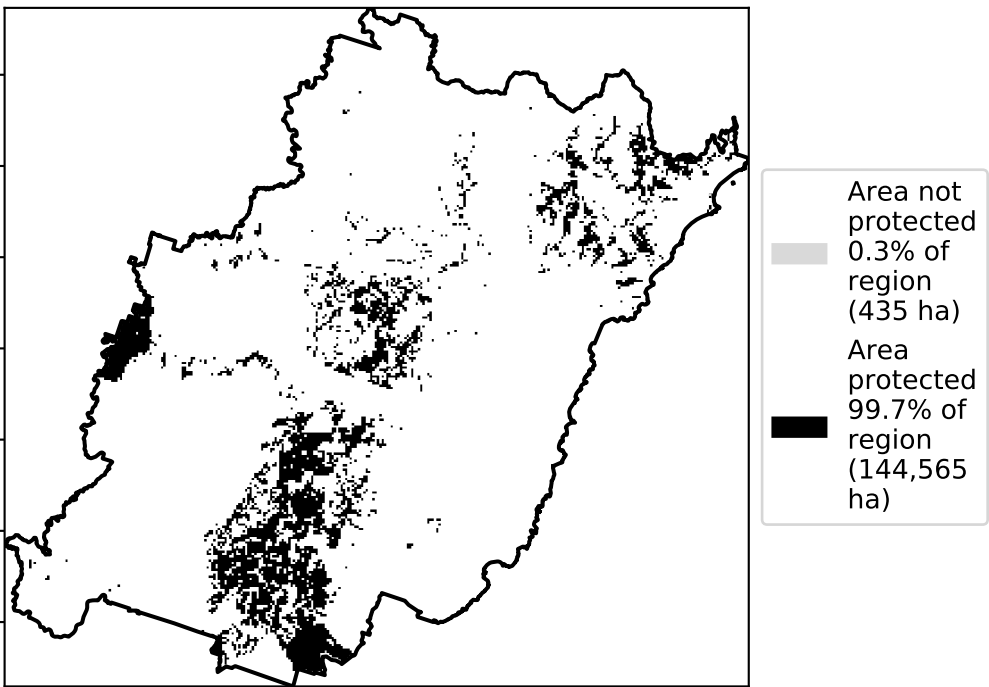 Area not
protected
0.3% of
region
(435 ha)
Area
protected
99.7% of
region
(144,565
ha)